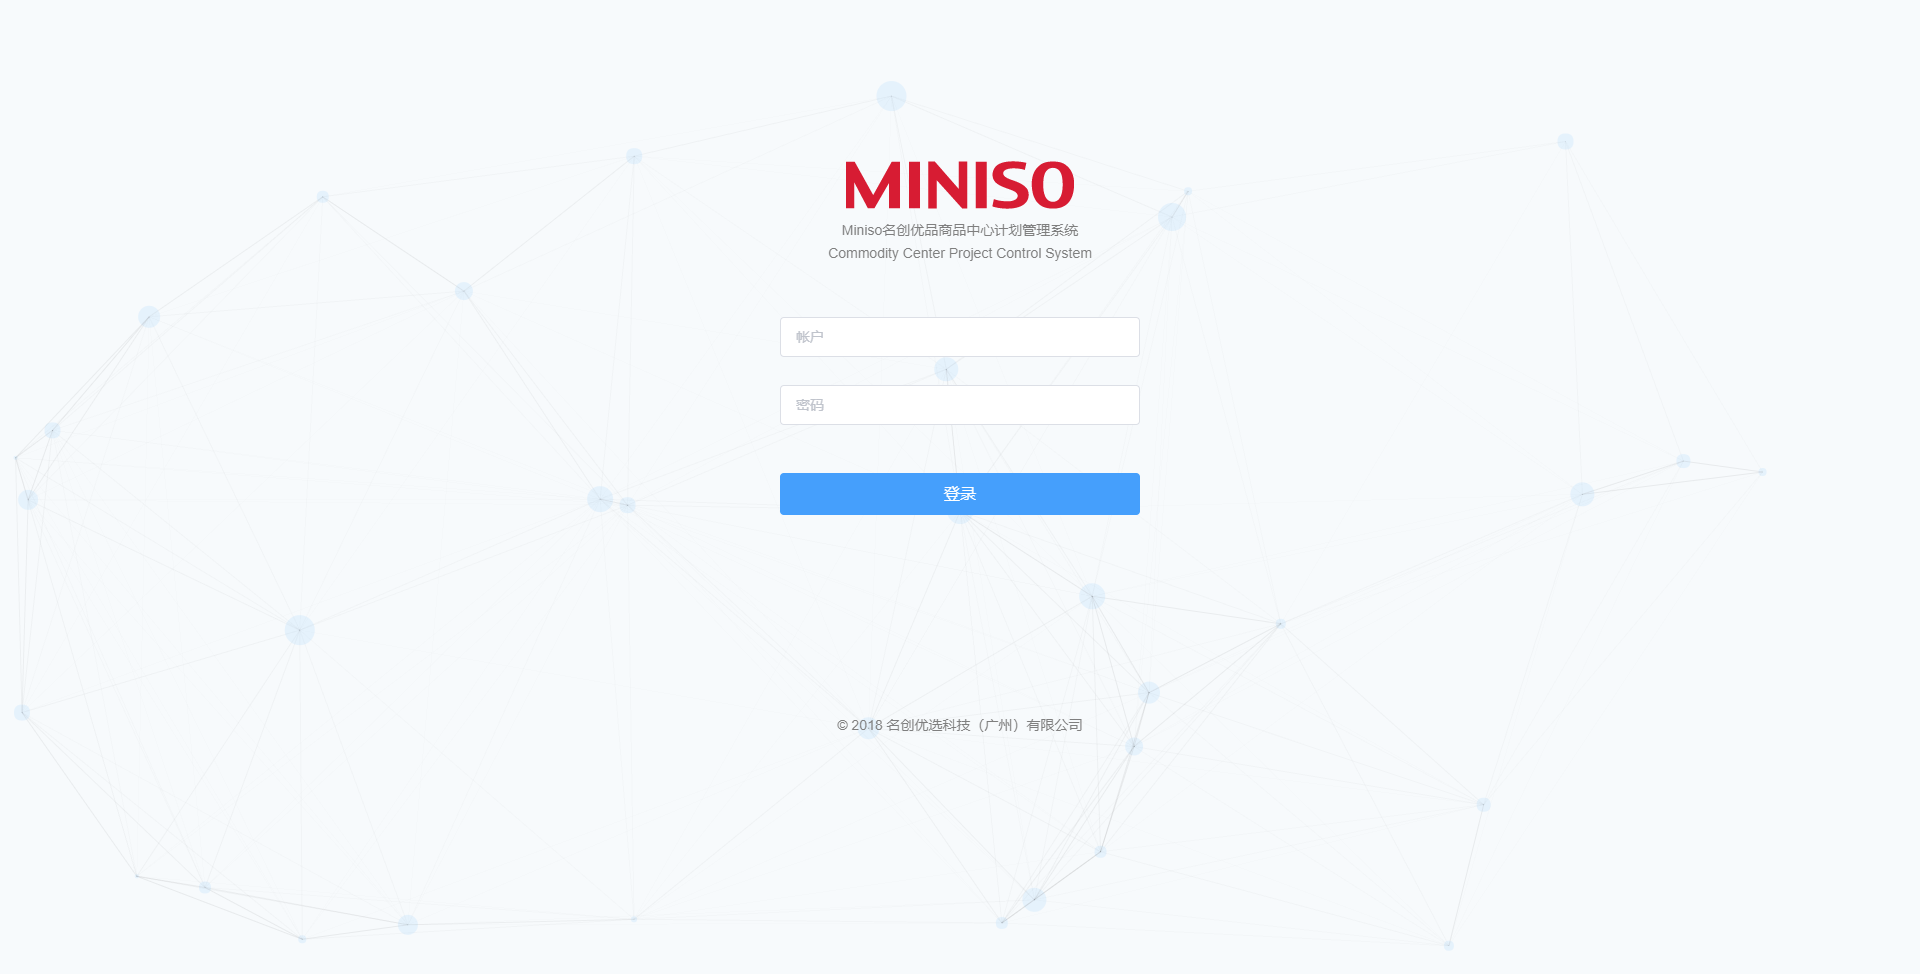 MINISO
Miniso名创优品商品中心计划管理系统
Commodity Center Project Control System
帐户
密码
登录
© 2018 名创优选科技（广州）有限公司